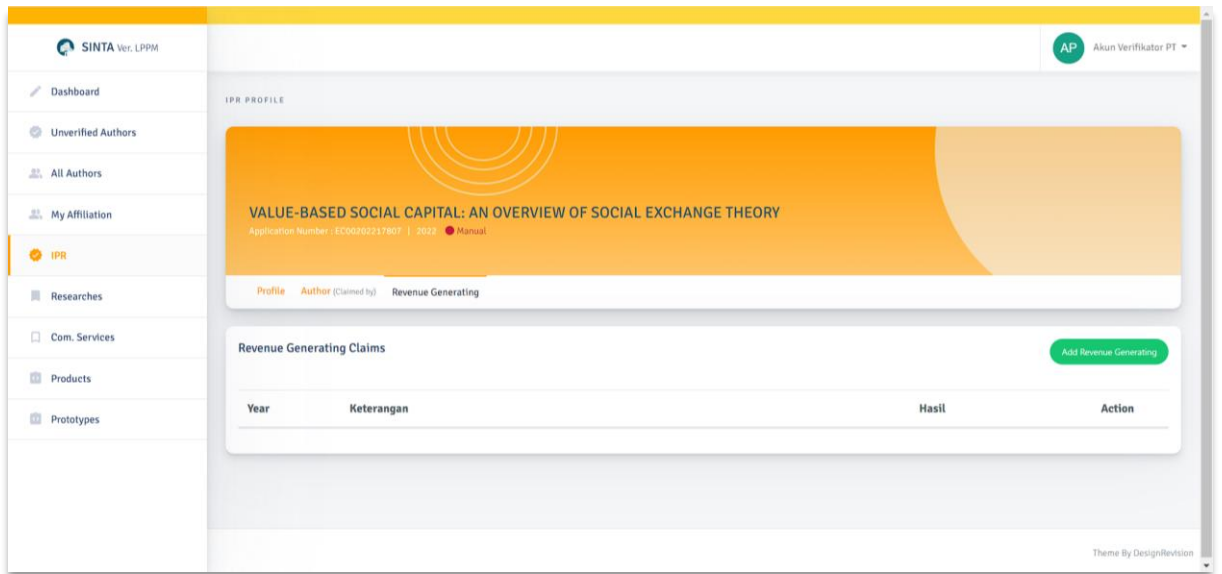 SINTA Ver. LPPM
AP Akun Verifikator PT
Dashboard
Unverified Authors
All Authors
My Affiliation
IPR
Researches
Com. Services
Products
Prototypes
IPR PROFILE
VALUE-BASED SOCIAL CAPITAL: AN OVERVIEW OF SOCIAL EXCHANGE THEORY
Application Number : EC00202217807 | 2022 Manual
Profile Author (Claimed by) Revenue Generating
Revenue Generating Claims
Add Revenue Generating
Year Keterangan Hasil Action
Theme By DesignRevision